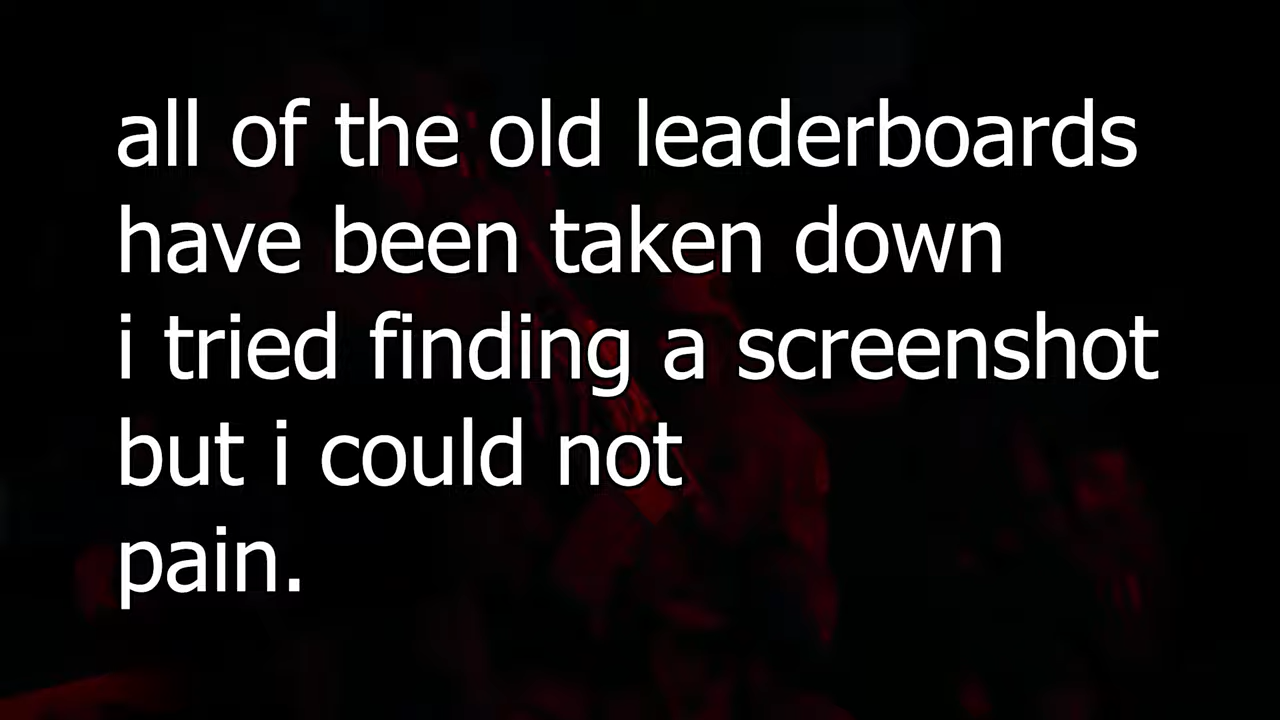 all of the old leaderboards
have been taken down
i tried finding a screenshot
but i could not
pain.